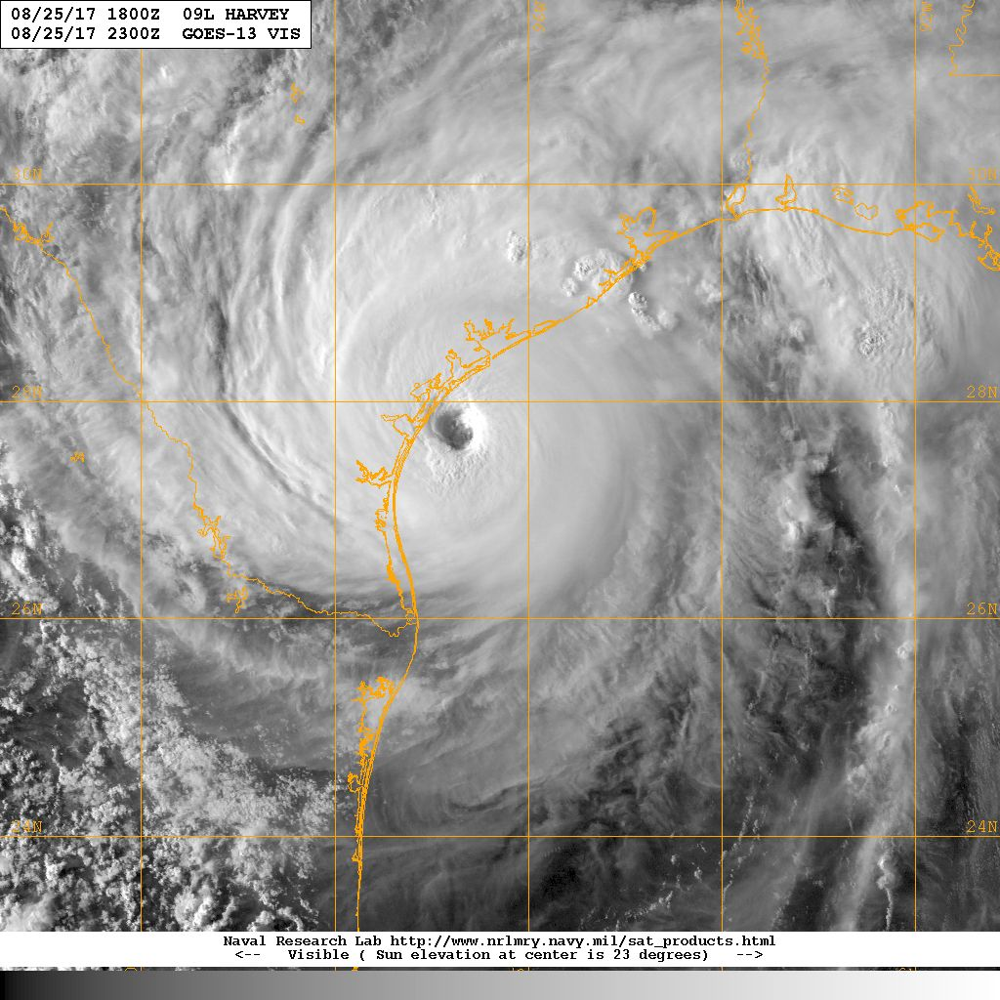 08/25/17 1800Z 09L HARVEY
08/25/17 2300Z GOES-13 VIS
30N 30N
28N 28N
26N 26N
24N 24N
Naval Research Lab http://www.nrlmry.navy.mil/sat_products.html
<-- Visible ( Sun elevation at center is 23 degrees) -->